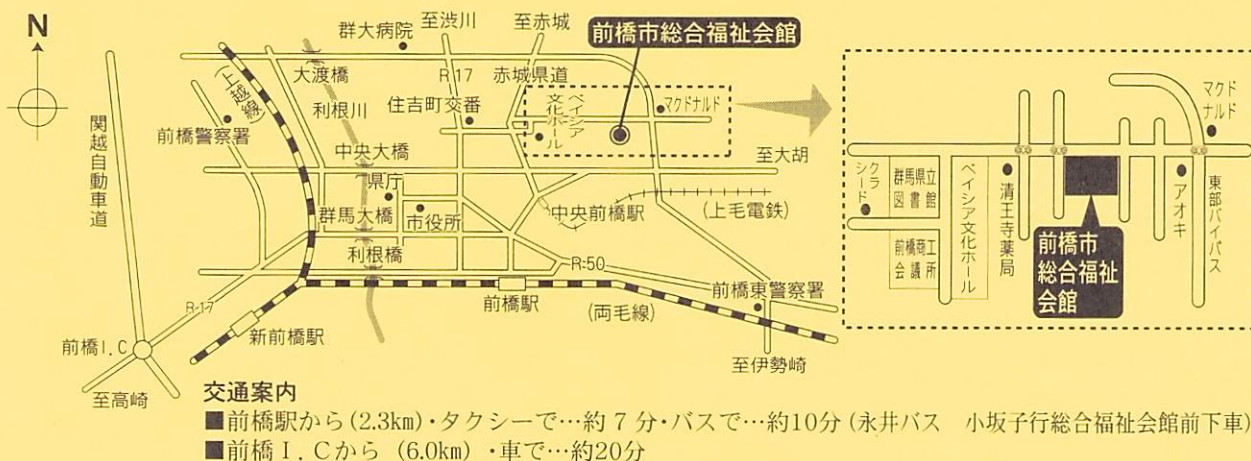 N
関越自動車道
前橋I.C
至高崎
R-17
新前橋駅
(上越線)
前橋警察署
大渡橋
利根川
中央大橋
県庁
群馬大橋
市役所
利根橋
群大病院
至渋川
R17
住吉町交番
至赤城
赤城県道
前橋市総合福祉会館
ベイシア
文化ホール
マクドナルド
至大胡
中央前橋駅
(上毛電鉄)
R-50
前橋駅
(両毛線)
前橋東警察署
至伊勢崎
クラシード
群馬県立
図書館
前橋商工
会議所
ベイシア文化ホール
清王寺薬局
前橋市
総合福祉
会館
アオキ
マクド
ナルド
東部バイパス
交通案内
■前橋駅から(2.3km)・タクシーで…約7分・バスで…約10分(永井バス 小坂子行総合福祉会館前下車)
■前橋I.Cから (6.0km) ・車で…約20分